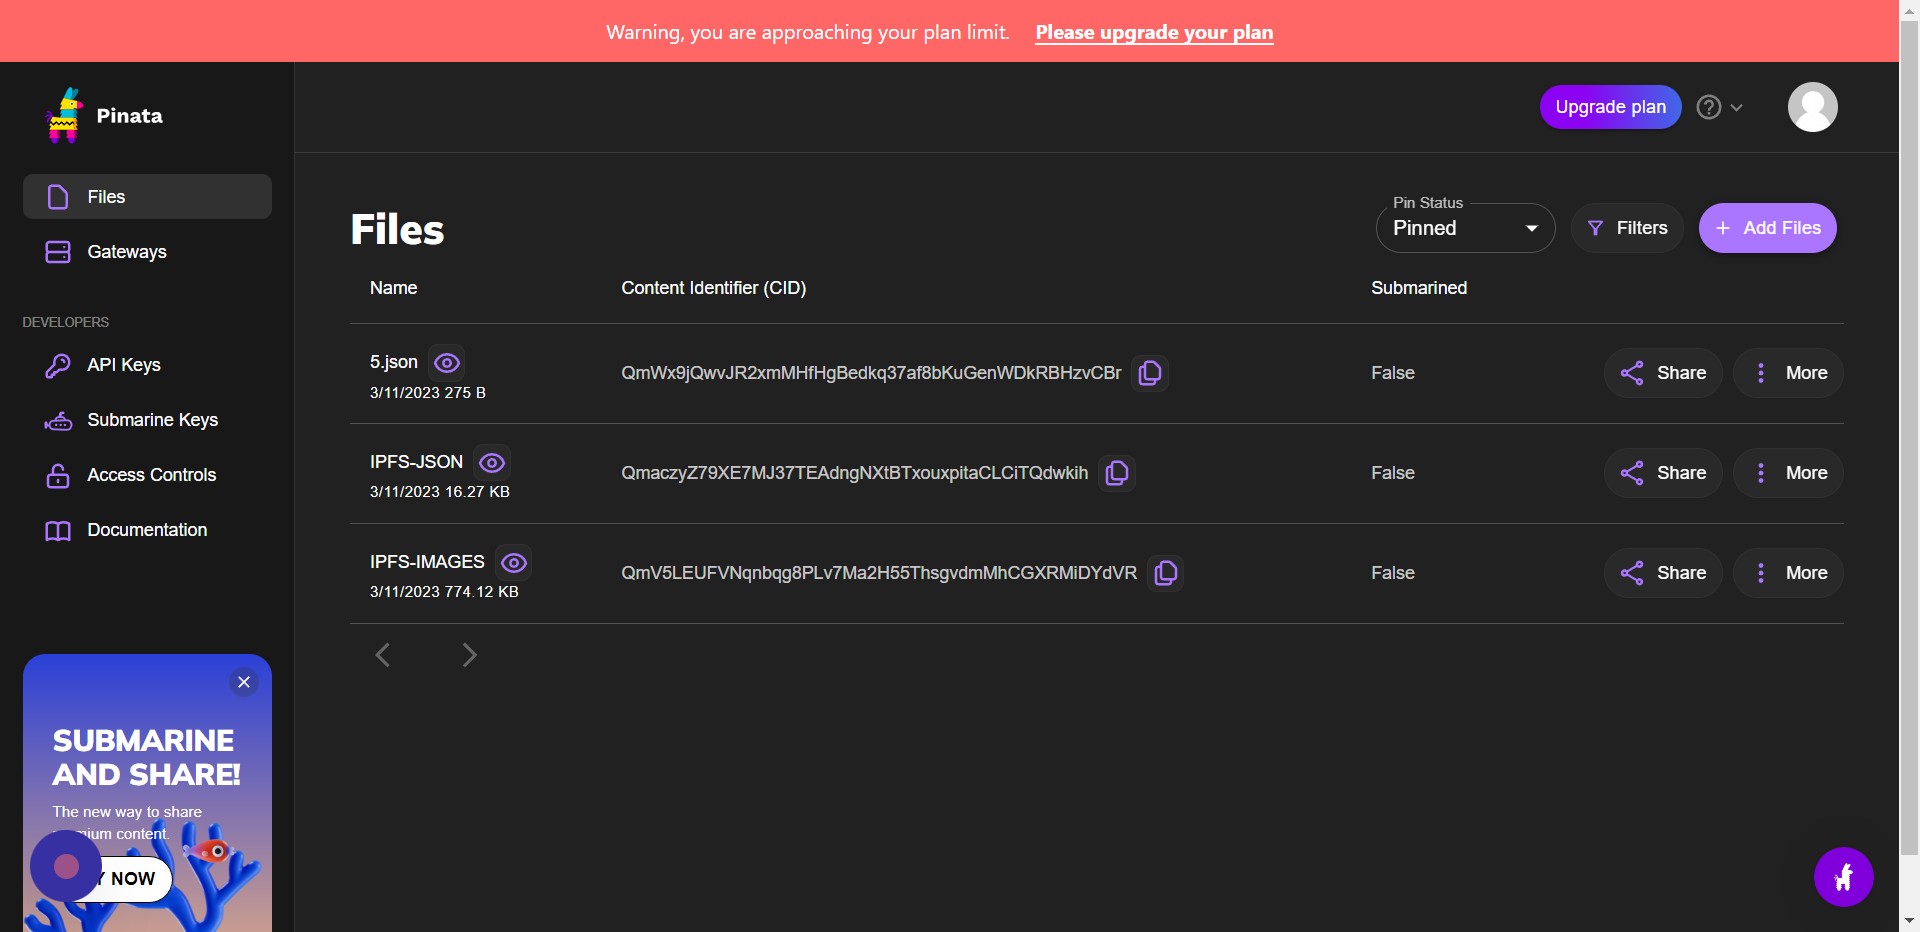 Warning, you are approaching your plan limit. Please upgrade your plan
Pinata
Upgrade plan
Files
Gateways
DEVELOPERS
API Keys
Submarine Keys
Access Controls
Documentation
SUBMARINE
AND SHARE!
The new way to share
content.
NOW
Files
Pin Status
Pinned
Filters
+ Add Files
Name Content Identifier (CID) Submarined
5.json
3/11/2023 275 B
QmWx9jQwvJR2xmMHfHgBedkq37af8bKuGenWDkRBHzvCBr False Share More
IPFS-JSON
3/11/2023 16.27 KB
QmaczyZ79XE7MJ37TEAdngNXtBTxouxpitaCLCiTQdwkih False Share More
IPFS-IMAGES
3/11/2023 774.12 KB
QmV5LEUFVNqnbqg8PLv7Ma2H55ThsgvdmMhCGXRMiDYdVR False Share More